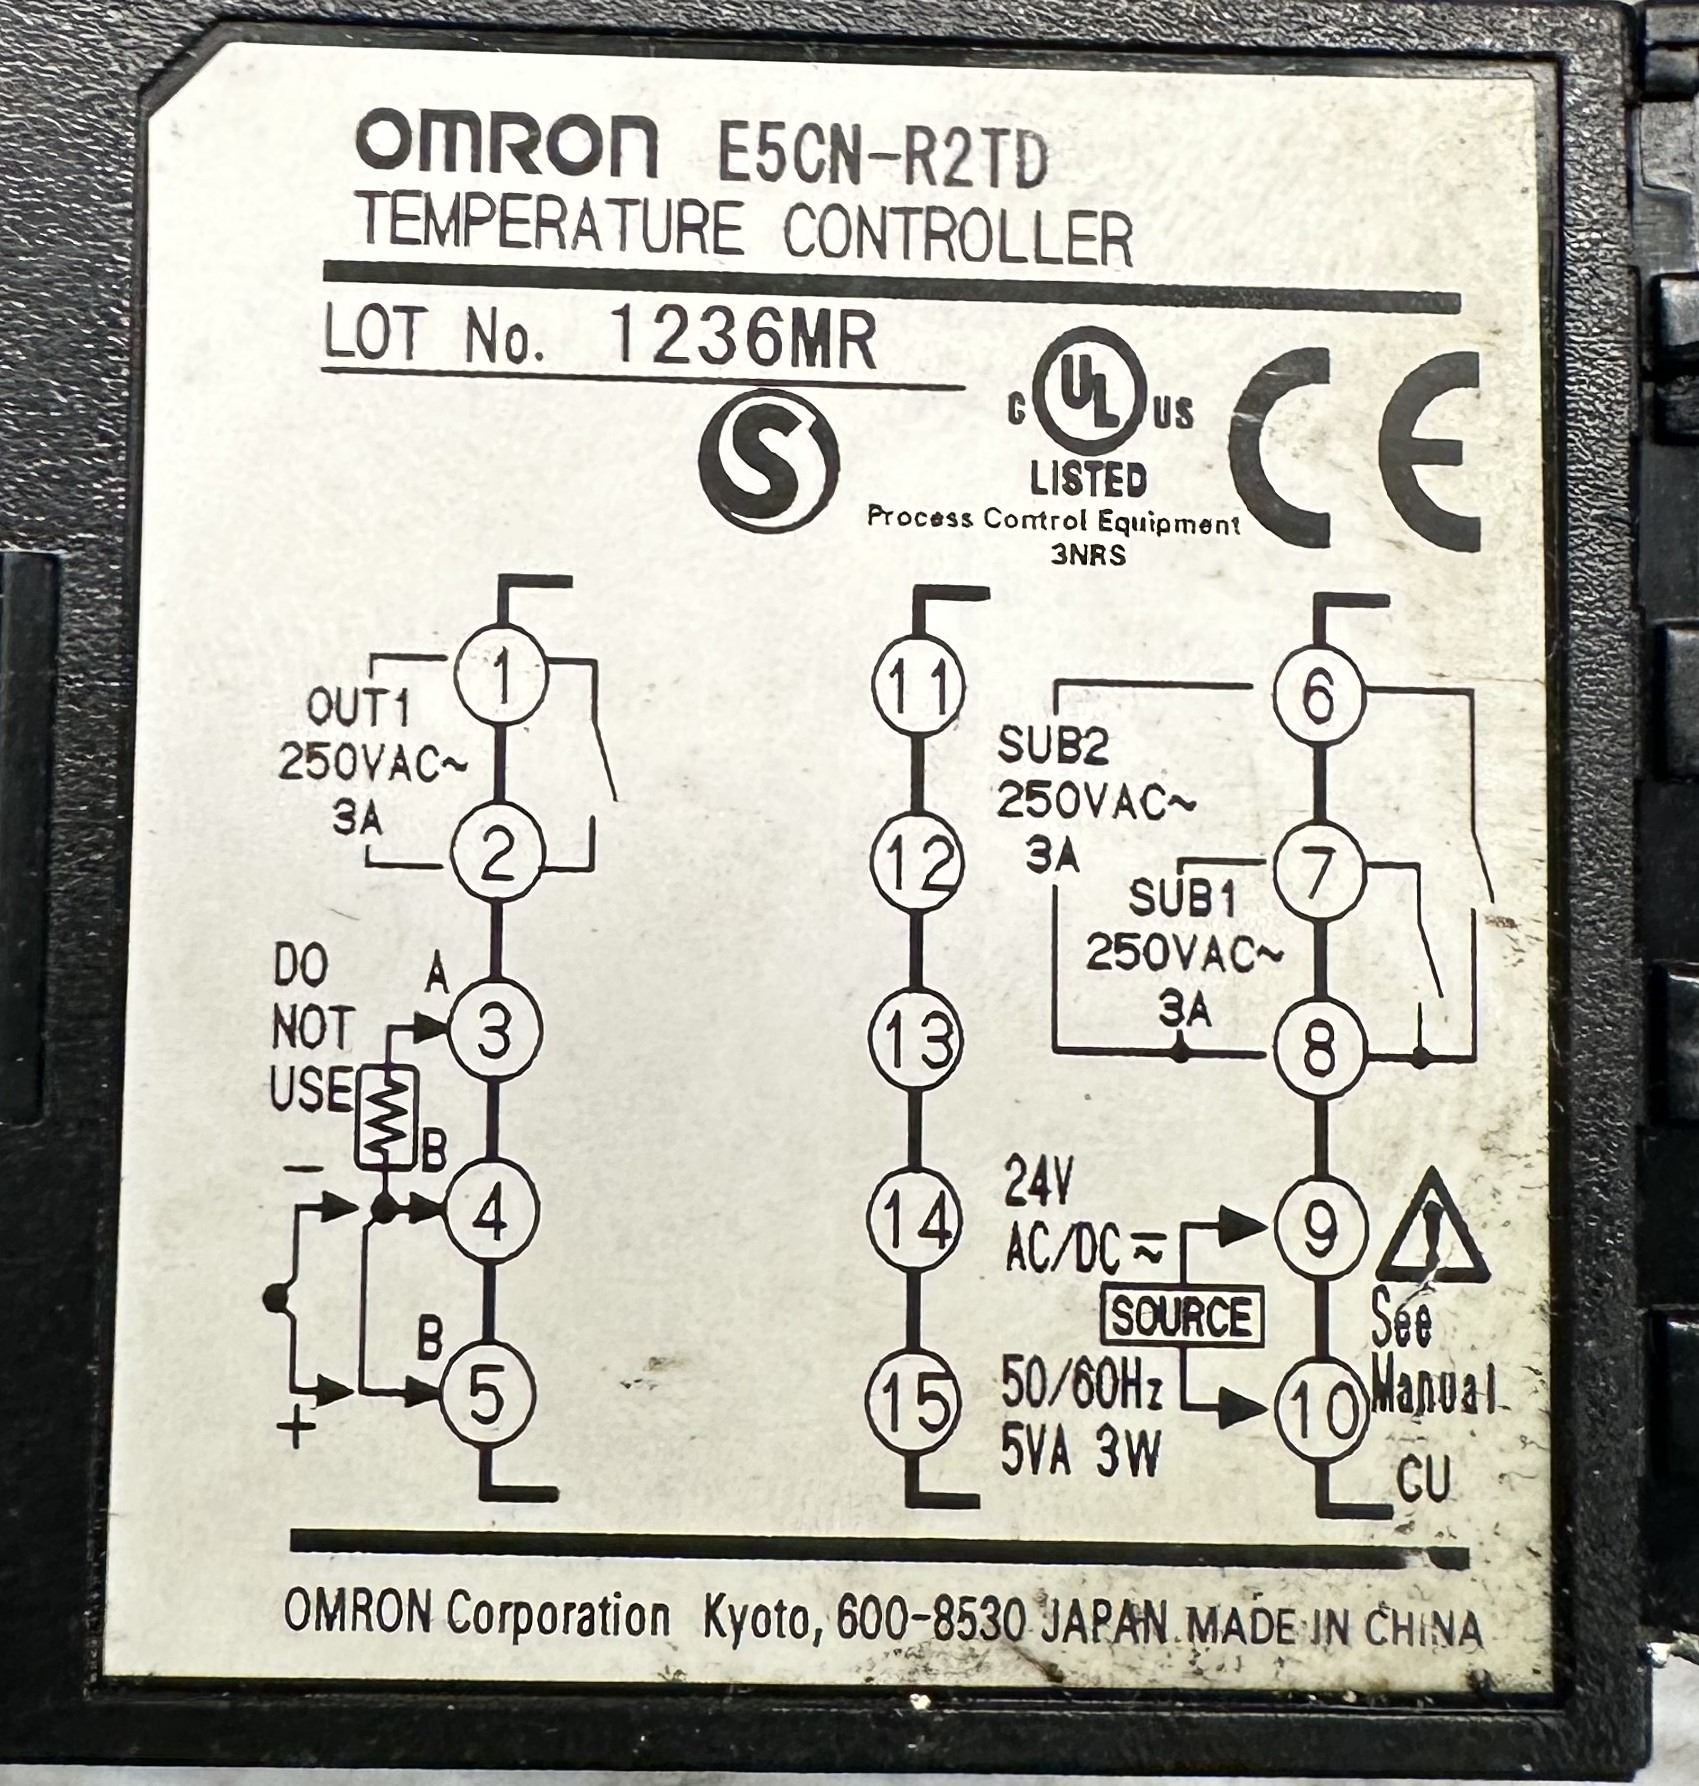 OMRON E5CN-R2TD
TEMPERATURE CONTROLLER
LOT No. 1236MR
S
C UL US
LISTED
Process Control Equipment
3NRS
CE
1
OUT1
250VAC~
3A
2
DO
NOT
USE
A
3
B
−
4
B
5
+
11
12
13
14
15
6
SUB2
250VAC~
3A
7
SUB1
250VAC~
3A
8
24V
AC/DC ⎓~
9
SOURCE
50/60Hz
5VA 3W
10
See
Manual
CU
OMRON Corporation Kyoto, 600-8530 JAPAN MADE IN CHINA